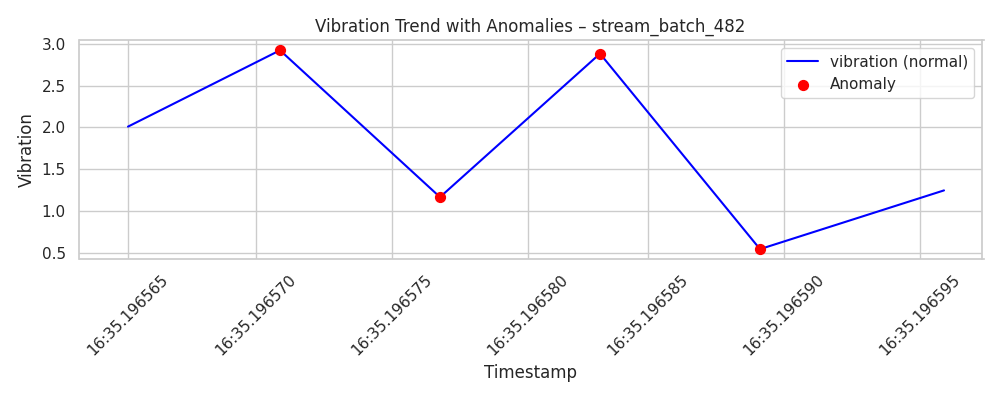 Vibration Trend with Anomalies – stream_batch_482
vibration (normal)
Anomaly
Vibration
3.0
2.5
2.0
1.5
1.0
0.5
16:35.196565
16:35.196570
16:35.196575
16:35.196580
16:35.196585
16:35.196590
16:35.196595
Timestamp